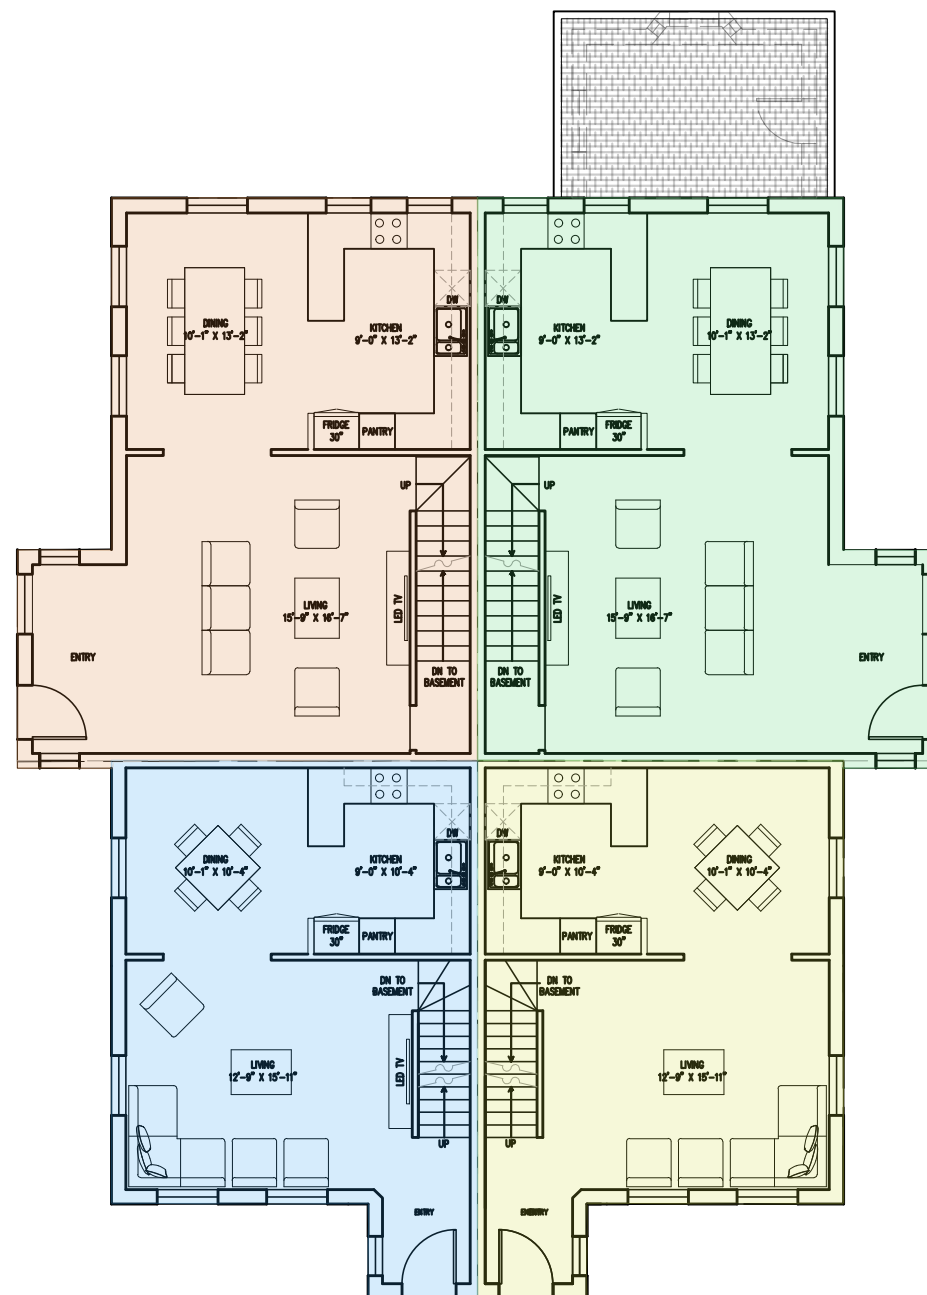 DW
DW
DINING
10'-1" X 13'-2"
KITCHEN
9'-0" X 13'-2"
KITCHEN
9'-0" X 13'-2"
DINING
10'-1" X 13'-2"
FRIDGE
30"
PANTRY
PANTRY
FRIDGE
30"
UP
UP
LIVING
15'-9" X 16'-7"
LED TV
LED TV
LIVING
15'-9" X 16'-7"
ENTRY
ENTRY
DN TO
BASEMENT
DN TO
BASEMENT
DW
DW
DINING
10'-1" X 10'-4"
KITCHEN
9'-0" X 10'-4"
KITCHEN
9'-0" X 10'-4"
DINING
10'-1" X 10'-4"
FRIDGE
30"
PANTRY
PANTRY
FRIDGE
30"
DN TO
BASEMENT
DN TO
BASEMENT
LIVING
12'-9" X 15'-11"
LED TV
LIVING
12'-9" X 15'-11"
UP
UP
ENTRY